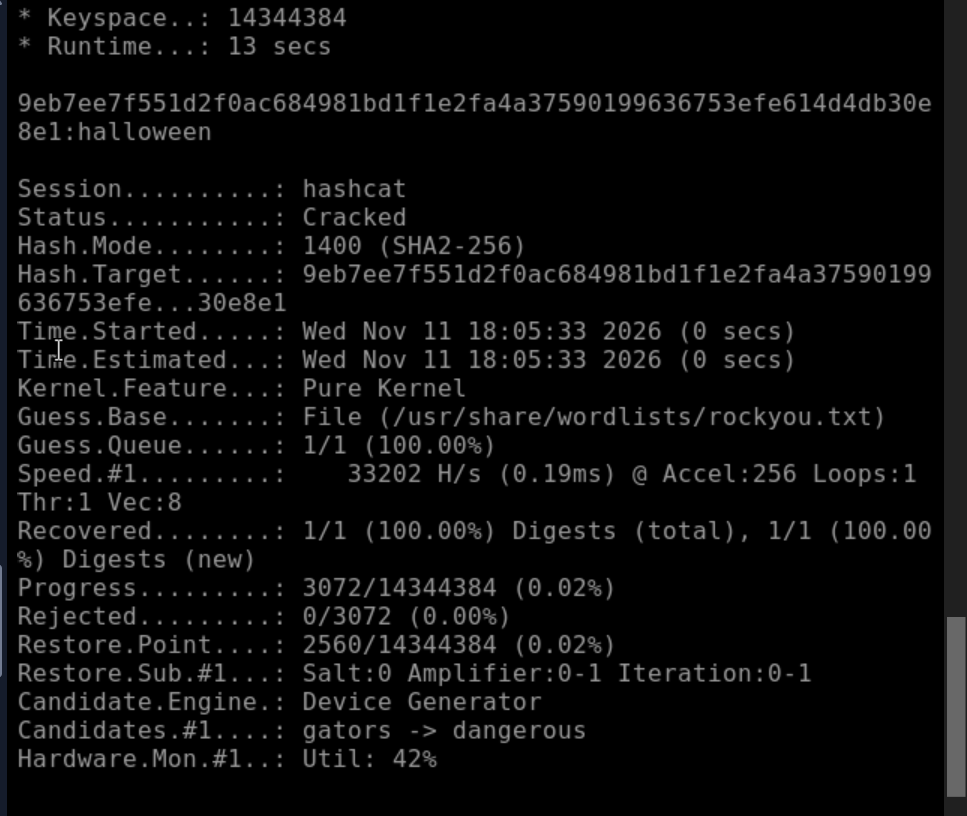 * Keyspace..: 14344384
* Runtime...: 13 secs
9eb7ee7f551d2f0ac684981bd1f1e2fa4a37590199636753efe614d4db30e
8e1:halloween
Session..........: hashcat
Status...........: Cracked
Hash.Mode........: 1400 (SHA2-256)
Hash.Target......: 9eb7ee7f551d2f0ac684981bd1f1e2fa4a37590199
636753efe...30e8e1
Time.Started.....: Wed Nov 11 18:05:33 2026 (0 secs)
Time.Estimated...: Wed Nov 11 18:05:33 2026 (0 secs)
Kernel.Feature...: Pure Kernel
Guess.Base.......: File (/usr/share/wordlists/rockyou.txt)
Guess.Queue......: 1/1 (100.00%)
Speed.#1.........:    33202 H/s (0.19ms) @ Accel:256 Loops:1
Thr:1 Vec:8
Recovered........: 1/1 (100.00%) Digests (total), 1/1 (100.00
%) Digests (new)
Progress.........: 3072/14344384 (0.02%)
Rejected.........: 0/3072 (0.00%)
Restore.Point....: 2560/14344384 (0.02%)
Restore.Sub.#1...: Salt:0 Amplifier:0-1 Iteration:0-1
Candidate.Engine.: Device Generator
Candidates.#1....: gators -> dangerous
Hardware.Mon.#1..: Util: 42%